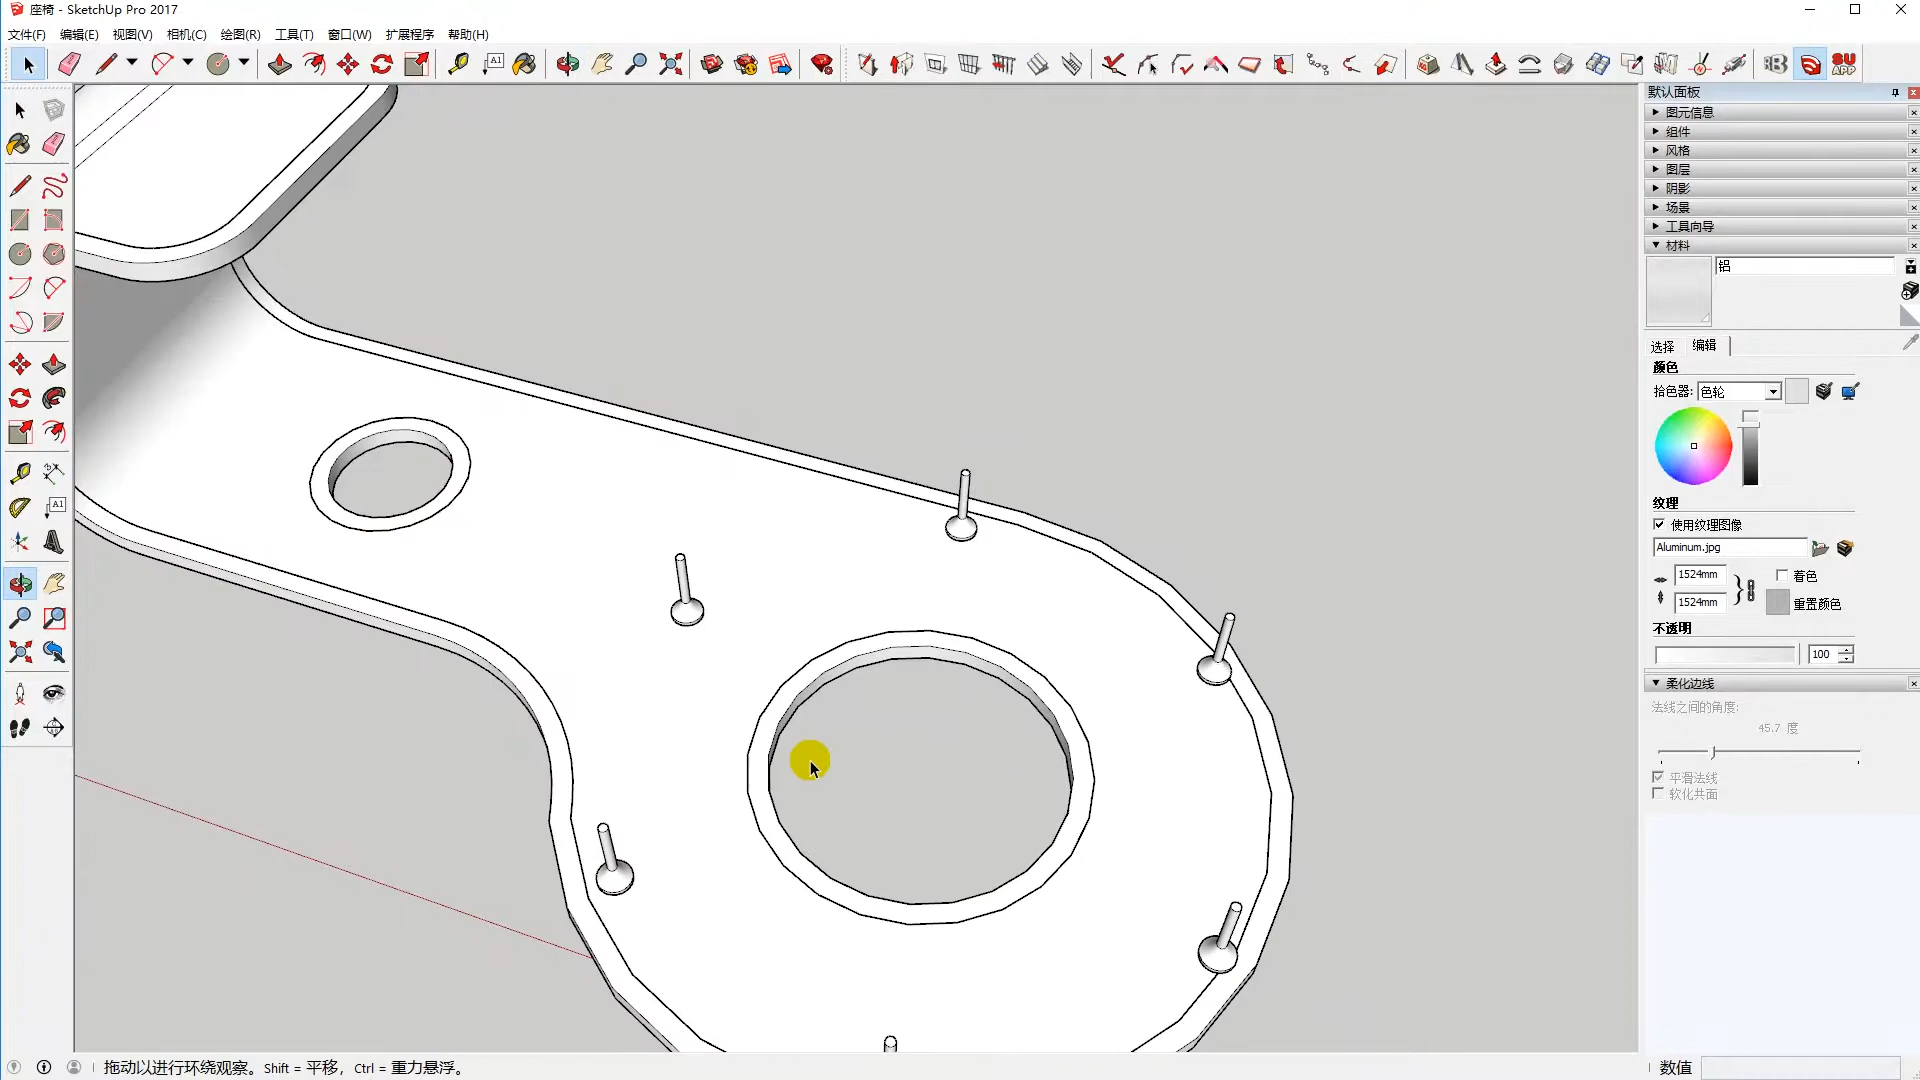 座椅 - SketchUp Pro 2017
文件(F) 编辑(E) 视图(V) 相机(C) 绘图(R) 工具(T) 窗口(W) 扩展程序 帮助(H)
A1
SU
APP
A1
默认面板
图元信息
组件
风格
图层
阴影
场景
工具向导
材料
铝
选择 编辑
颜色
拾色器: 色轮
纹理
使用纹理图像
Aluminum.jpg
1524mm 着色
1524mm 重置颜色
不透明
100
柔化边线
法线之间的角度:
45.7 度
平滑法线
软化共面
拖动以进行环绕观察。Shift = 平移，Ctrl = 重力悬浮。
数值